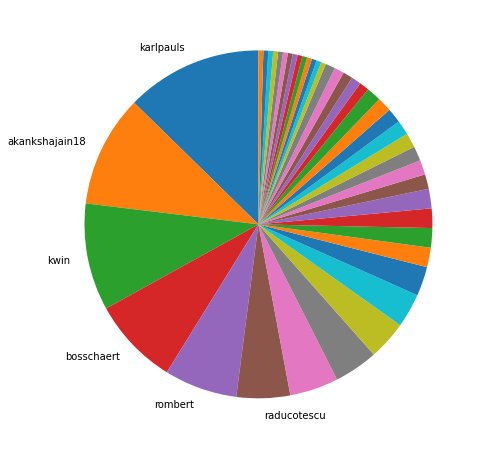 karlpauls
akankshajain18
kwin
bosschaert
rombert
raducotescu